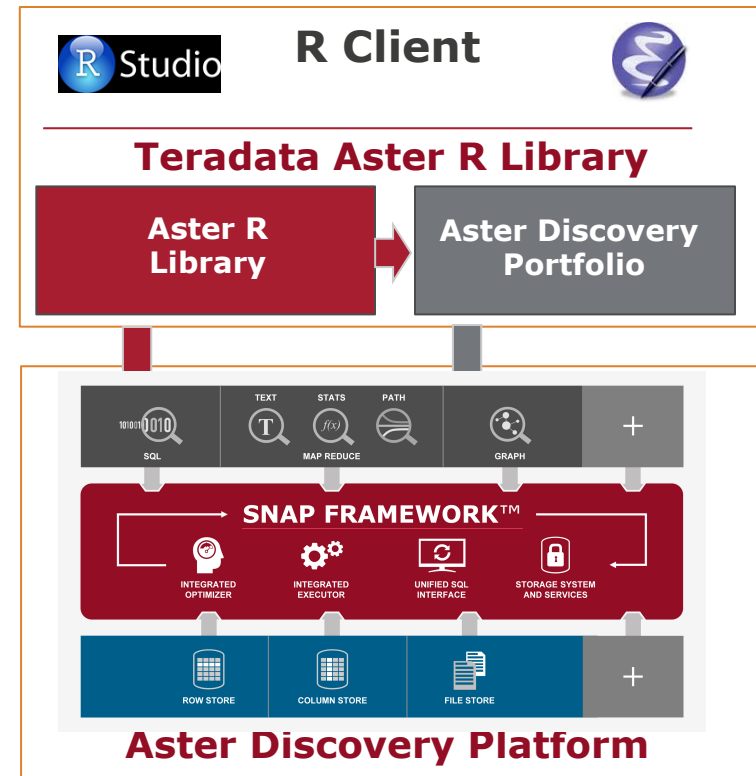 R Studio
R Client
Teradata Aster R Library
Aster R
Library
Aster Discovery
Portfolio
TEXT
STATS
PATH
101001
010
T
f(x)
SQL
MAP REDUCE
GRAPH
+
SNAP FRAMEWORK™
INTEGRATED
OPTIMIZER
INTEGRATED
EXECUTOR
UNIFIED SQL
INTERFACE
STORAGE SYSTEM
AND SERVICES
+
ROW STORE
COLUMN STORE
FILE STORE
Aster Discovery Platform